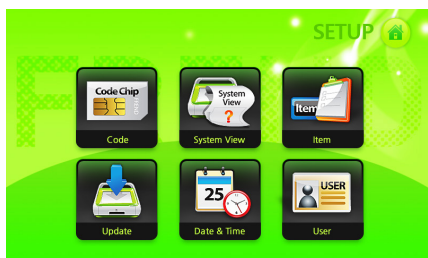 SETUP
Code Chip
Code
System
View
?
System View
Item
Item
Update
25
Date & Time
USER
User